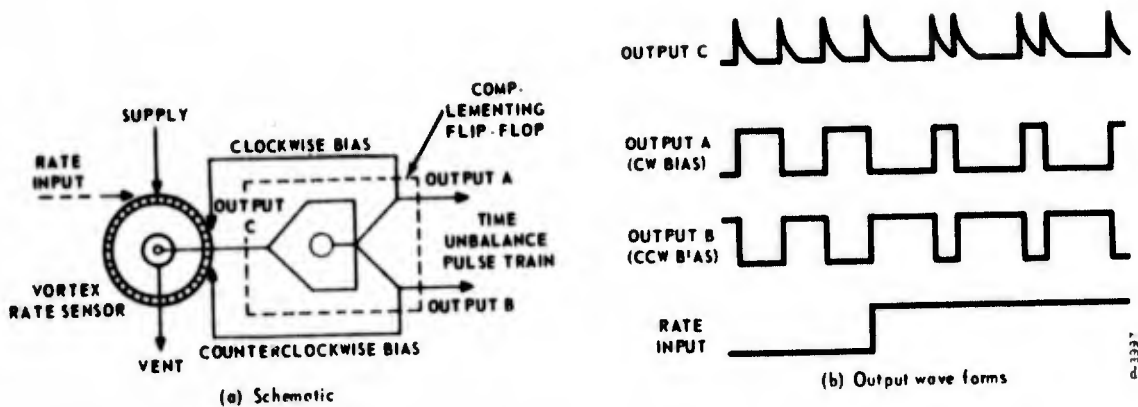 COMP-
LEMENTING
FLIP-FLOP
SUPPLY
CLOCKWISE BIAS
RATE
INPUT
OUTPUT A
OUTPUT
C
TIME
UNBALANCE
PULSE TRAIN
VORTEX
RATE SENSOR
OUTPUT B
VENT
COUNTERCLOCKWISE BIAS
(a) Schematic
OUTPUT C
OUTPUT A
(CW BIAS)
OUTPUT B
(CCW B'AS)
RATE
INPUT
(b) Output wave forms